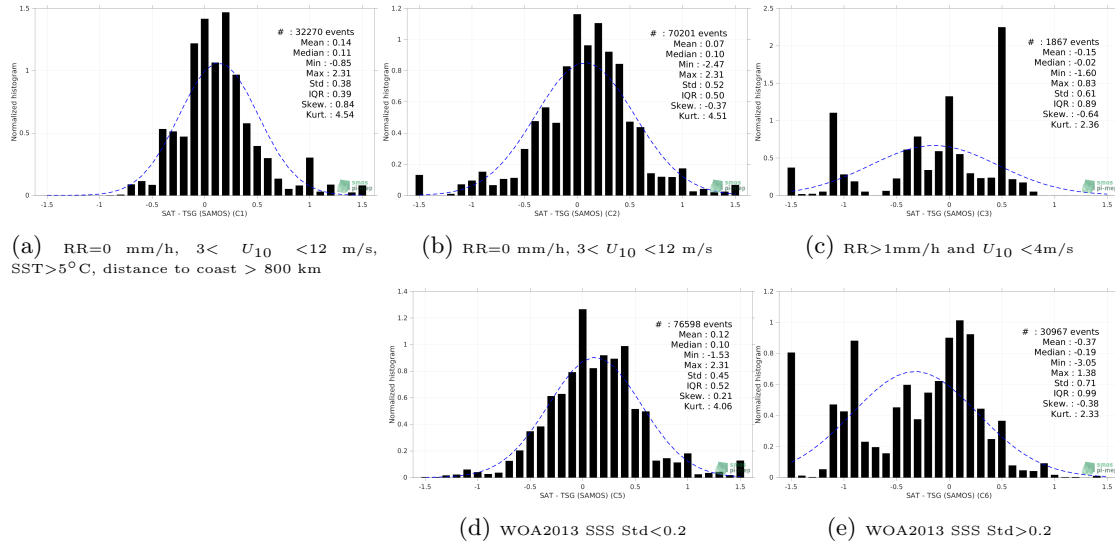 1.5
1
0.5
0
Normalized histogram
-1.5 -1 -0.5 0 0.5 1 1.5
SAT - TSG (SAMOS) (C1)
# : 32270 events
Mean : 0.14
Median : 0.11
Min : -0.85
Max : 2.31
Std : 0.38
IQR : 0.39
Skew. : 0.84
Kurt. : 4.54
smos
pi-mep
(a) RR=0 mm/h, 3< U10 <12 m/s,
SST>5°C, distance to coast > 800 km
1.2
1
0.8
0.6
0.4
0.2
0
Normalized histogram
-1.5 -1 -0.5 0 0.5 1 1.5
SAT - TSG (SAMOS) (C2)
# : 70201 events
Mean : 0.07
Median : 0.10
Min : -2.47
Max : 2.31
Std : 0.52
IQR : 0.50
Skew. : -0.37
Kurt. : 4.51
smos
pi-mep
(b) RR=0 mm/h, 3< U10 <12 m/s
2.5
2
1.5
1
0.5
0
Normalized histogram
-1.5 -1 -0.5 0 0.5 1 1.5
SAT - TSG (SAMOS) (C3)
# : 1867 events
Mean : -0.15
Median : -0.02
Min : -1.60
Max : 0.83
Std : 0.61
IQR : 0.89
Skew. : -0.64
Kurt. : 2.36
smos
pi-mep
(c) RR>1mm/h and U10 <4m/s
1.4
1.2
1
0.8
0.6
0.4
0.2
0
Normalized histogram
-1.5 -1 -0.5 0 0.5 1 1.5
SAT - TSG (SAMOS) (C5)
# : 76598 events
Mean : 0.12
Median : 0.10
Min : -1.53
Max : 2.31
Std : 0.45
IQR : 0.52
Skew. : 0.21
Kurt. : 4.06
smos
pi-mep
(d) WOA2013 SSS Std<0.2
1.2
1
0.8
0.6
0.4
0.2
0
Normalized histogram
-1.5 -1 -0.5 0 0.5 1 1.5
SAT - TSG (SAMOS) (C6)
# : 30967 events
Mean : -0.37
Median : -0.19
Min : -3.05
Max : 1.38
Std : 0.71
IQR : 0.99
Skew. : -0.38
Kurt. : 2.33
smos
pi-mep
(e) WOA2013 SSS Std>0.2